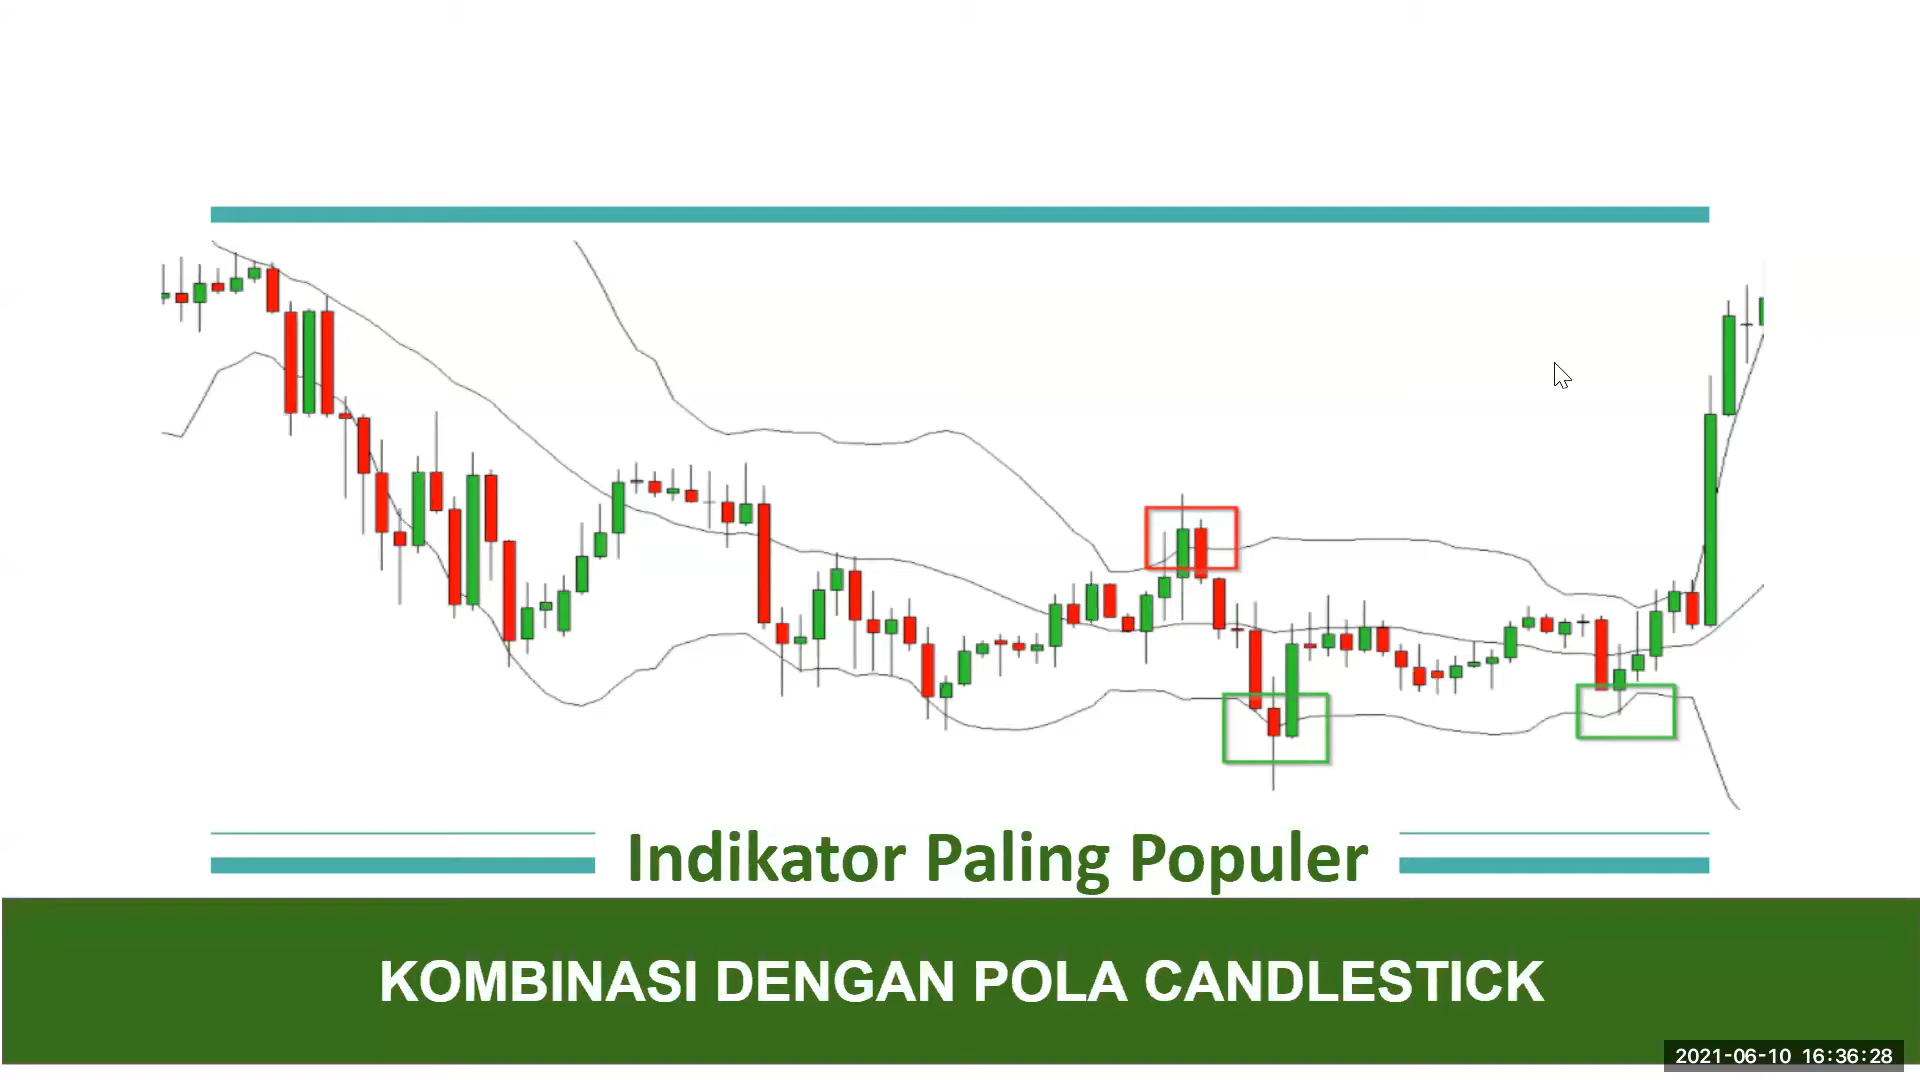 Indikator Paling Populer
KOMBINASI DENGAN POLA CANDLESTICK
2021-06-10 16:36:28